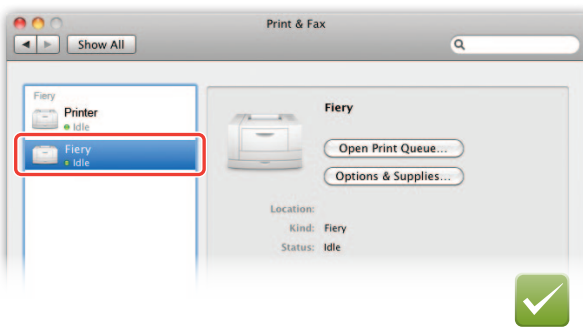 Print & Fax
Show All
Fiery
Printer
Idle
Fiery
Idle
Fiery
Open Print Queue...
Options & Supplies...
Location:
Kind: Fiery
Status: Idle